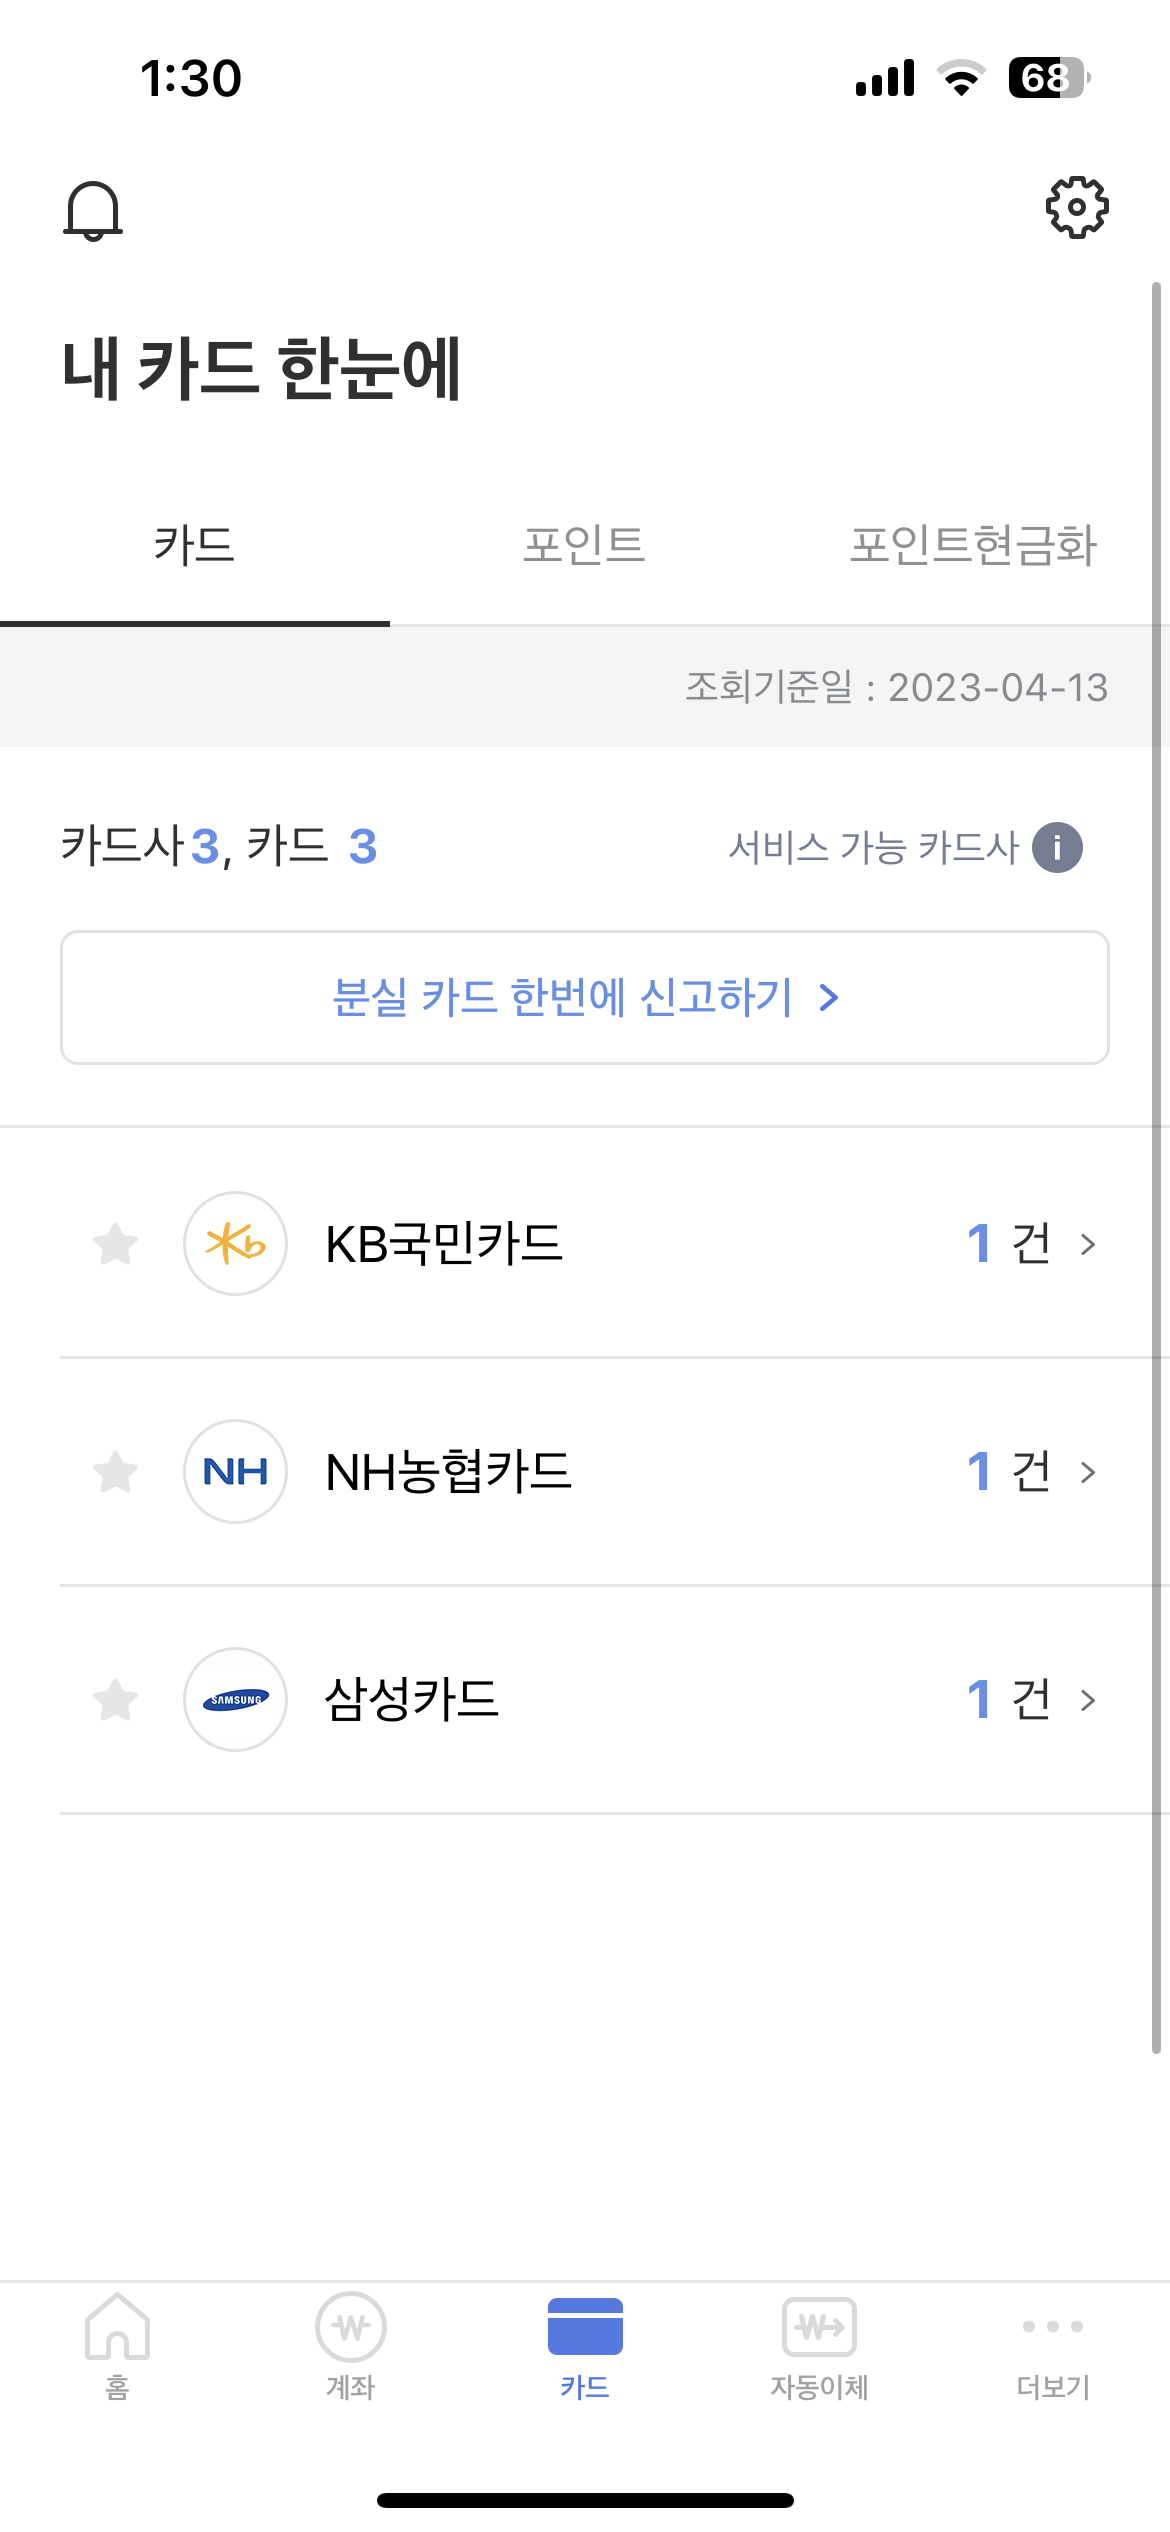 1:30
68
내 카드 한눈에
카드 포인트 포인트현금화
조회기준일 : 2023-04-13
카드사 3, 카드 3 서비스 가능 카드사 i
분실 카드 한번에 신고하기 >
Kb KB국민카드 1 건 >
NH NH농협카드 1 건 >
SAMSUNG 삼성카드 1 건 >
홈 계좌 카드 자동이체 더보기